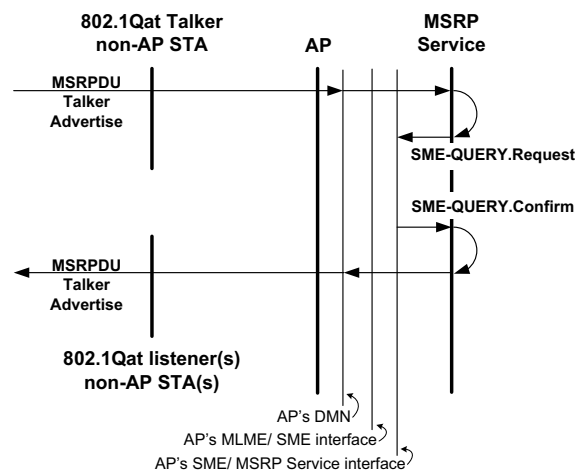 802.1Qat Talker
non-AP STA
AP
MSRP
Service
MSRPDU
Talker
Advertise
SME-QUERY.Request
SME-QUERY.Confirm
MSRPDU
Talker
Advertise
802.1Qat listener(s)
non-AP STA(s)
AP's DMN
AP's MLME/ SME interface
AP's SME/ MSRP Service interface